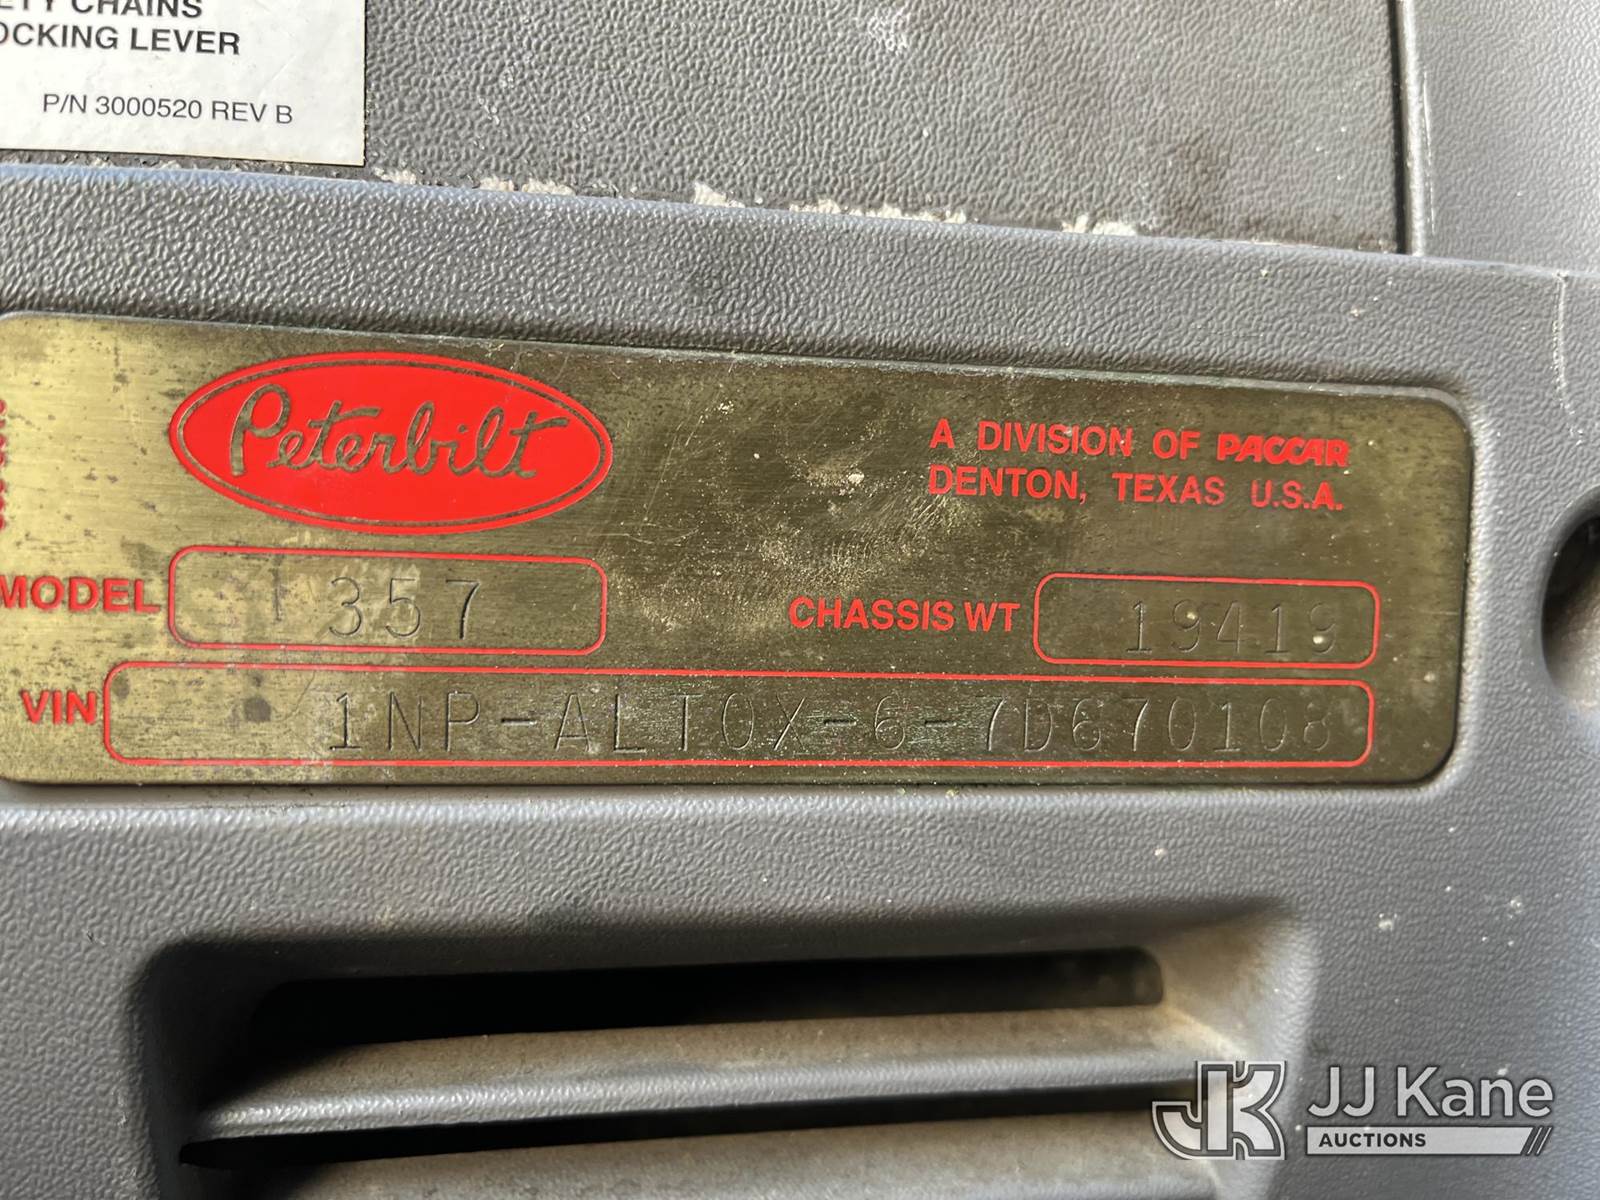 ETY CHAINS
OCKING LEVER
P/N 3000520 REV B
Peterbilt
A DIVISION OF PACCAR
DENTON, TEXAS U.S.A.
MODEL 357
CHASSIS WT 19419
VIN 1NP-ALT0X-6-7D670108
JJ Kane
AUCTIONS